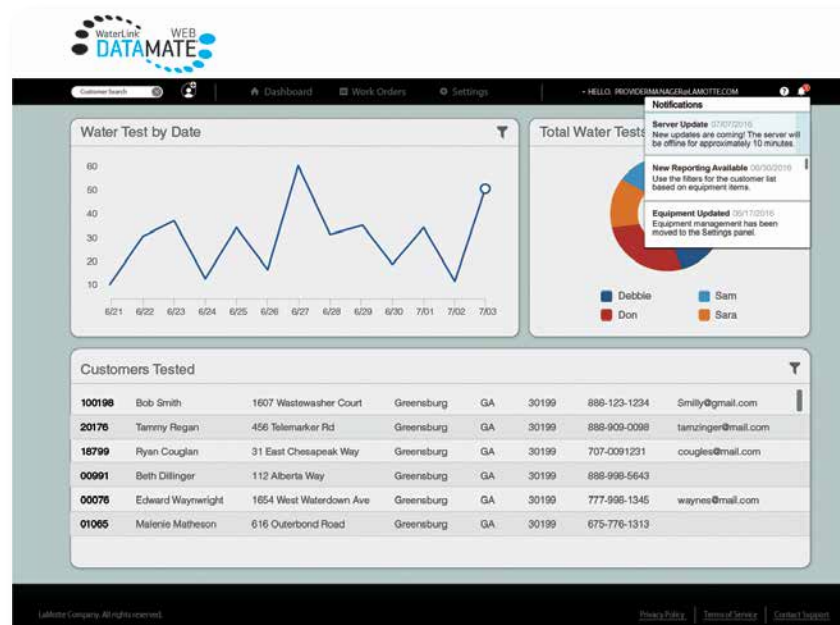 WaterLink WEB
DATAMATE
Customer Search
Dashboard
Work Orders
Settings
HELLO, PROVIDERMANAGER@LAMOTTE.COM
?
Notifications
Server Update 07/07/2016
New updates are coming! The server will
be offline for approximately 10 minutes.
New Reporting Available 06/30/2016
Use the filters for the customer list
based on equipment items.
Equipment Updated 06/17/2016
Equipment management has been
moved to the Settings panel.
Water Test by Date
60
50
40
30
20
10
6/21 6/22 6/23 6/24 6/25 6/26 6/27 6/28 6/29 6/30 7/01 7/02 7/03
Total Water Tests
Debbie Sam
Don Sara
Customers Tested
100198 Bob Smith 1607 Wastewasher Court Greensburg GA 30199 886-123-1234 Smilly@gmail.com
20176 Tammy Regan 456 Telemarker Rd Greensburg GA 30199 888-909-0098 tamzinger@mail.com
18799 Ryan Couglan 31 East Chesapeak Way Greensburg GA 30199 707-0091231 cougles@mail.com
00991 Beth Dillinger 112 Alberta Way Greensburg GA 30199 888-998-5643
00076 Edward Waynwright 1654 West Waterdown Ave Greensburg GA 30199 777-998-1345 waynes@mail.com
01065 Malenie Matheson 616 Outerbond Road Greensburg GA 30199 675-776-1313
LaMotte Company. All rights reserved.
Privacy Policy Terms of Service Contact Support